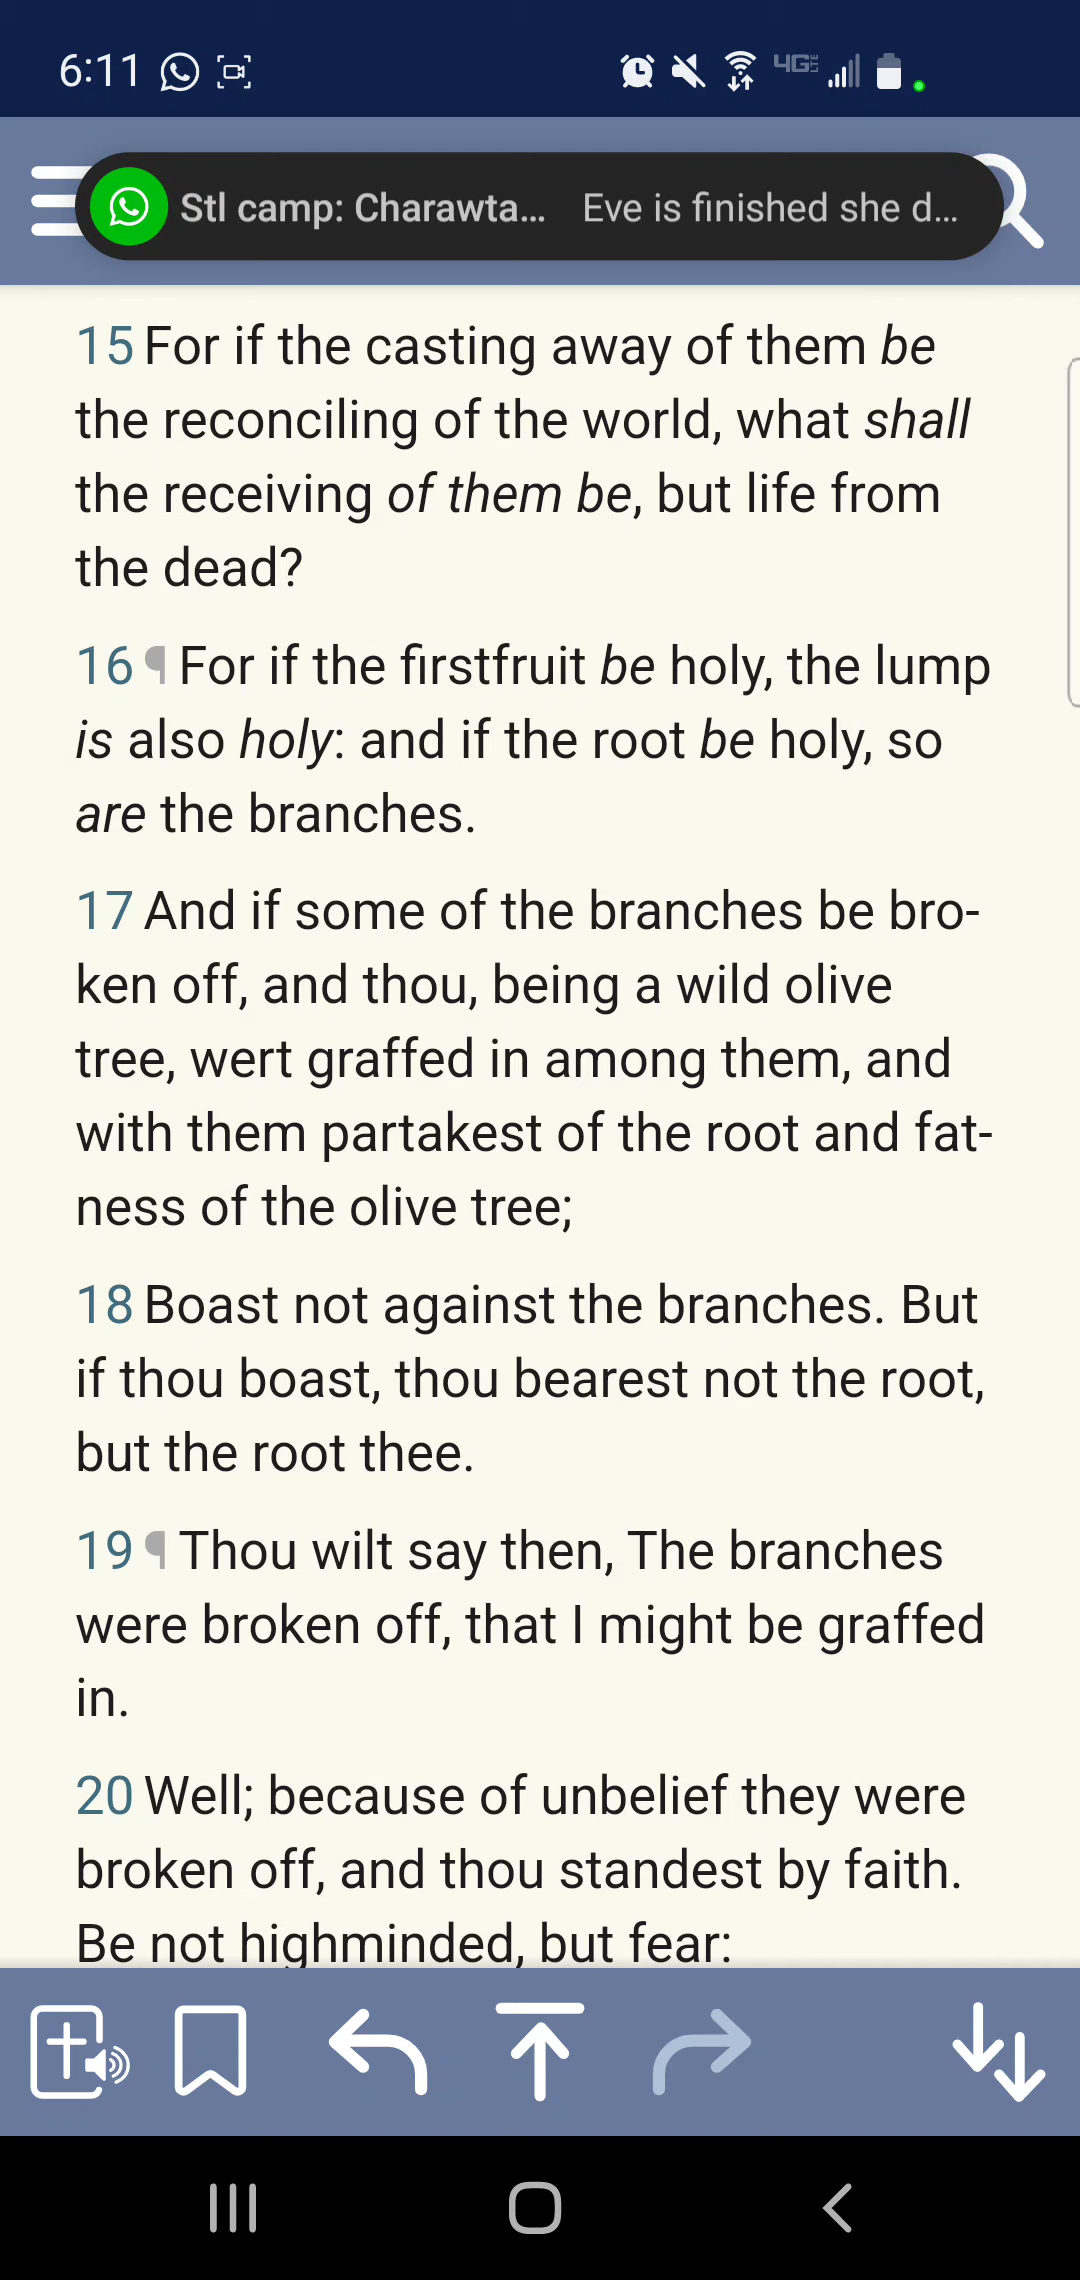 6:11
4G LTE
Stl camp: Charawta... Eve is finished she d...
15 For if the casting away of them be
the reconciling of the world, what shall
the receiving of them be, but life from
the dead?
16 ¶ For if the firstfruit be holy, the lump
is also holy: and if the root be holy, so
are the branches.
17 And if some of the branches be bro-
ken off, and thou, being a wild olive
tree, wert graffed in among them, and
with them partakest of the root and fat-
ness of the olive tree;
18 Boast not against the branches. But
if thou boast, thou bearest not the root,
but the root thee.
19 ¶ Thou wilt say then, The branches
were broken off, that I might be graffed
in.
20 Well; because of unbelief they were
broken off, and thou standest by faith.
Be not highminded, but fear: